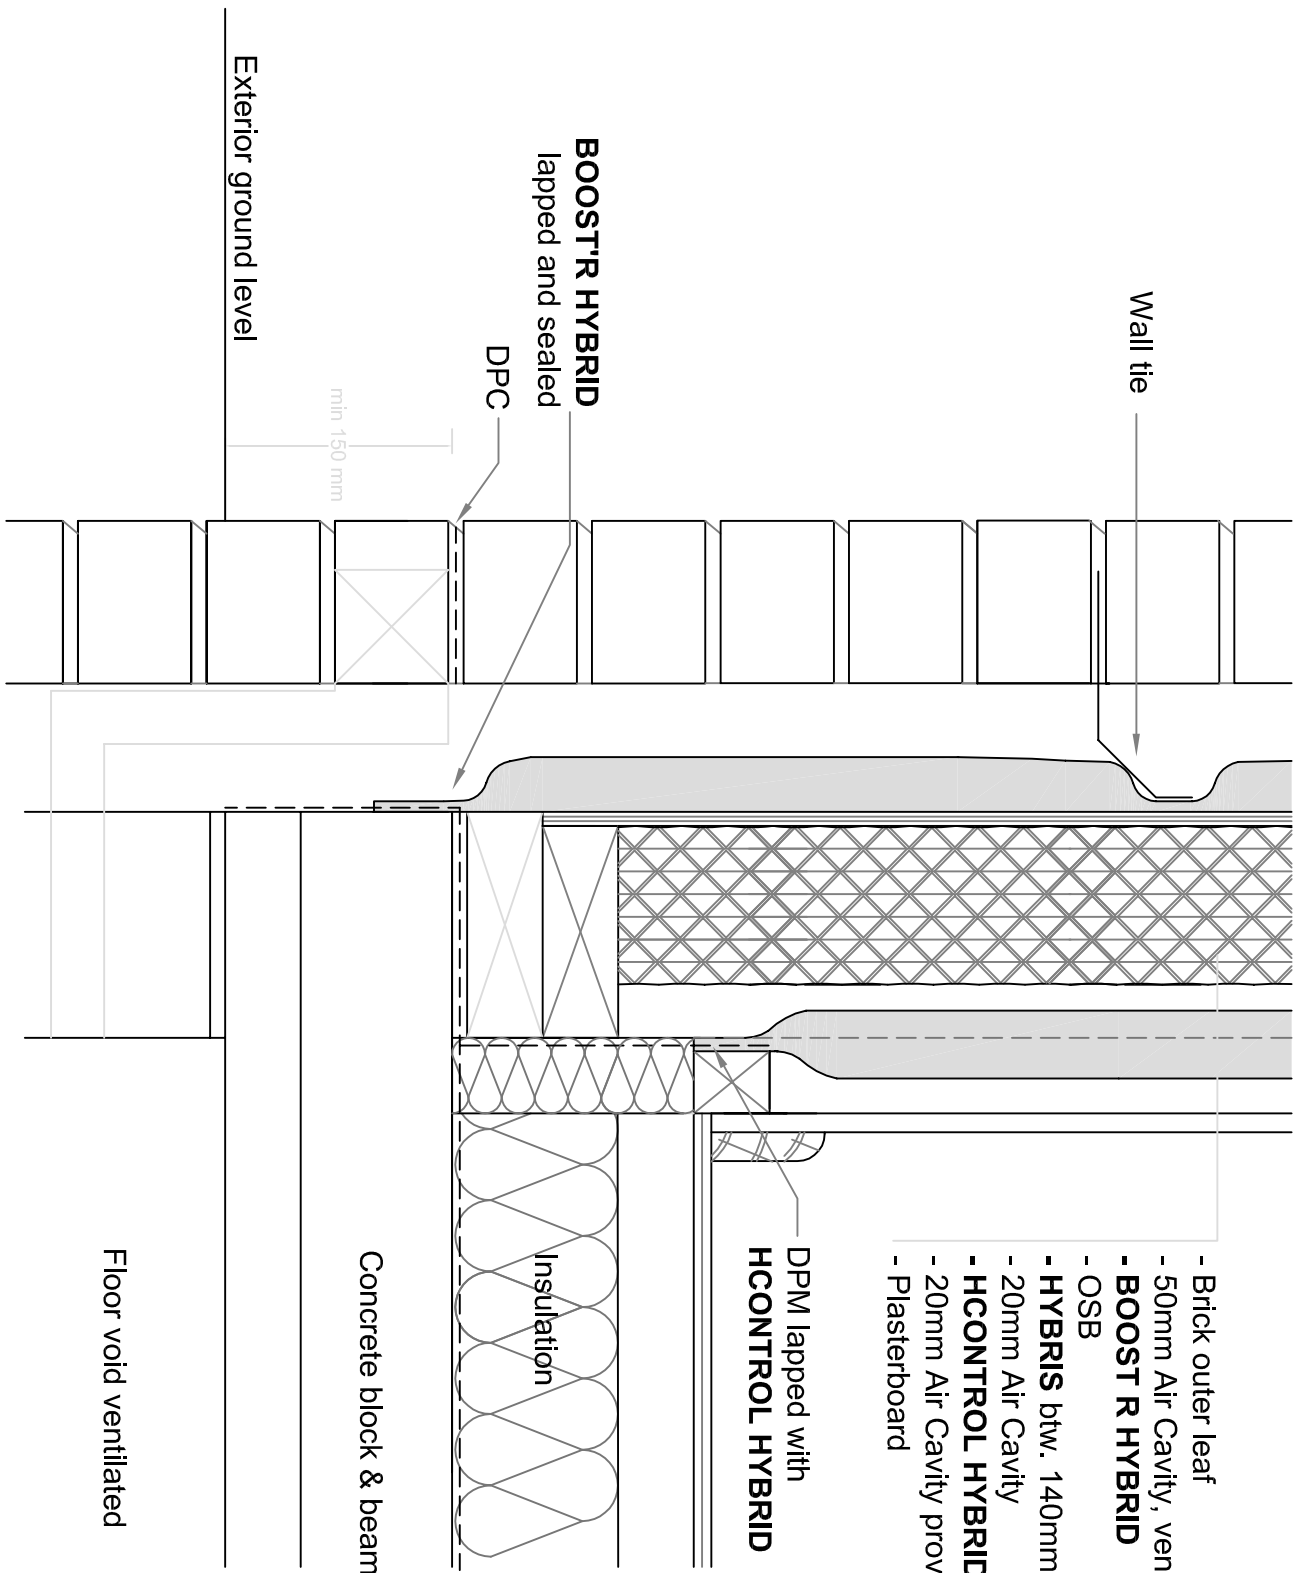 Wall tie
BOOST'R HYBRID
lapped and sealed
DPC
min 150 mm
Exterior ground level
- Brick outer leaf
- 50mm Air Cavity, ven
- BOOST R HYBRID
- OSB
- HYBRIS btw. 140mm
- 20mm Air Cavity
- HCONTROL HYBRID
- 20mm Air Cavity prov
- Plasterboard
DPM lapped with
HCONTROL HYBRID
Insulation
Concrete block & beam
Floor void ventilated